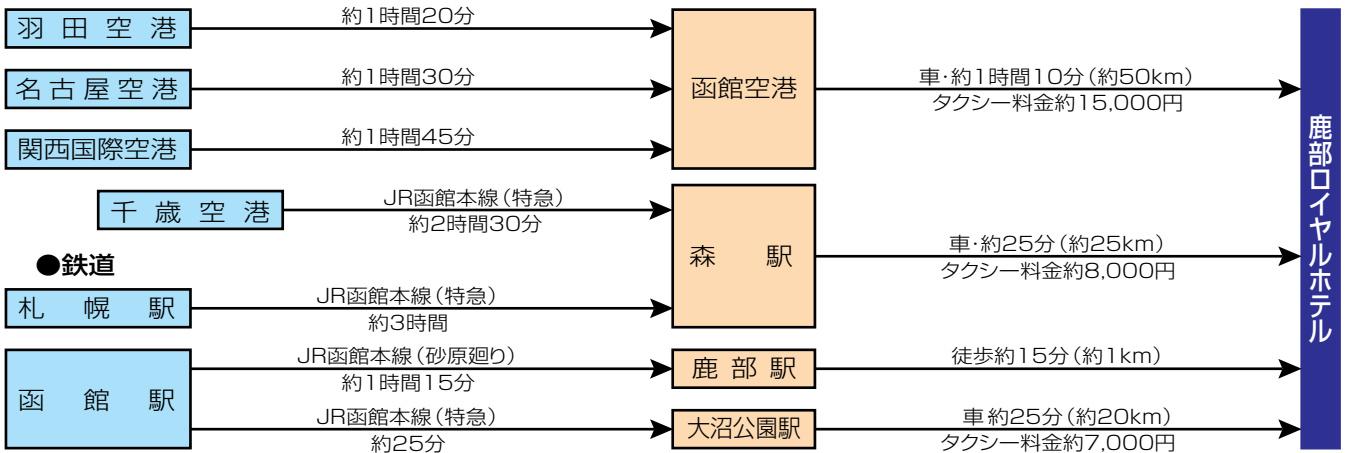 羽田空港
約1時間20分
名古屋空港
約1時間30分
関西国際空港
約1時間45分
函館空港
車・約1時間10分(約50km)
タクシー料金約15,000円
千歳空港
JR函館本線(特急)
約2時間30分
●鉄道
札幌駅
JR函館本線(特急)
約3時間
森駅
車・約25分(約25km)
タクシー料金約8,000円
函館駅
JR函館本線(砂原廻り)
約1時間15分
鹿部駅
徒歩約15分(約1km)
JR函館本線(特急)
約25分
大沼公園駅
車 約25分(約20km)
タクシー料金約7,000円
鹿部ロイヤルホテル